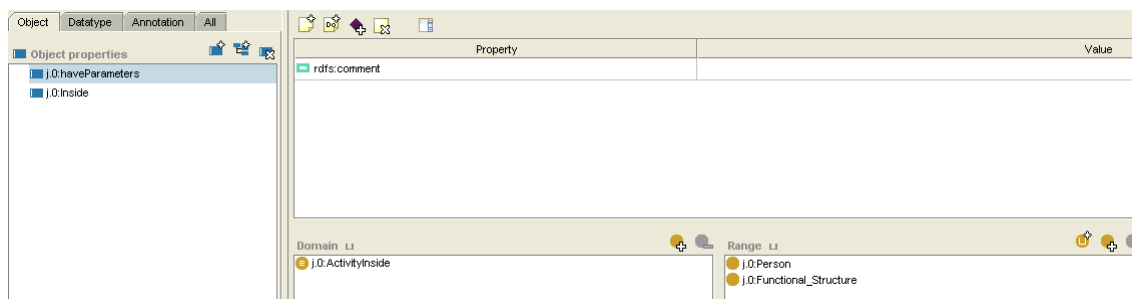 Object Datatype Annotation All
Object properties
j.0:haveParameters
j.0:Inside
Property Value
rdfs:comment
Domain ⊔
j.0:ActivityInside
Range ⊔
j.0:Person
j.0:Functional_Structure